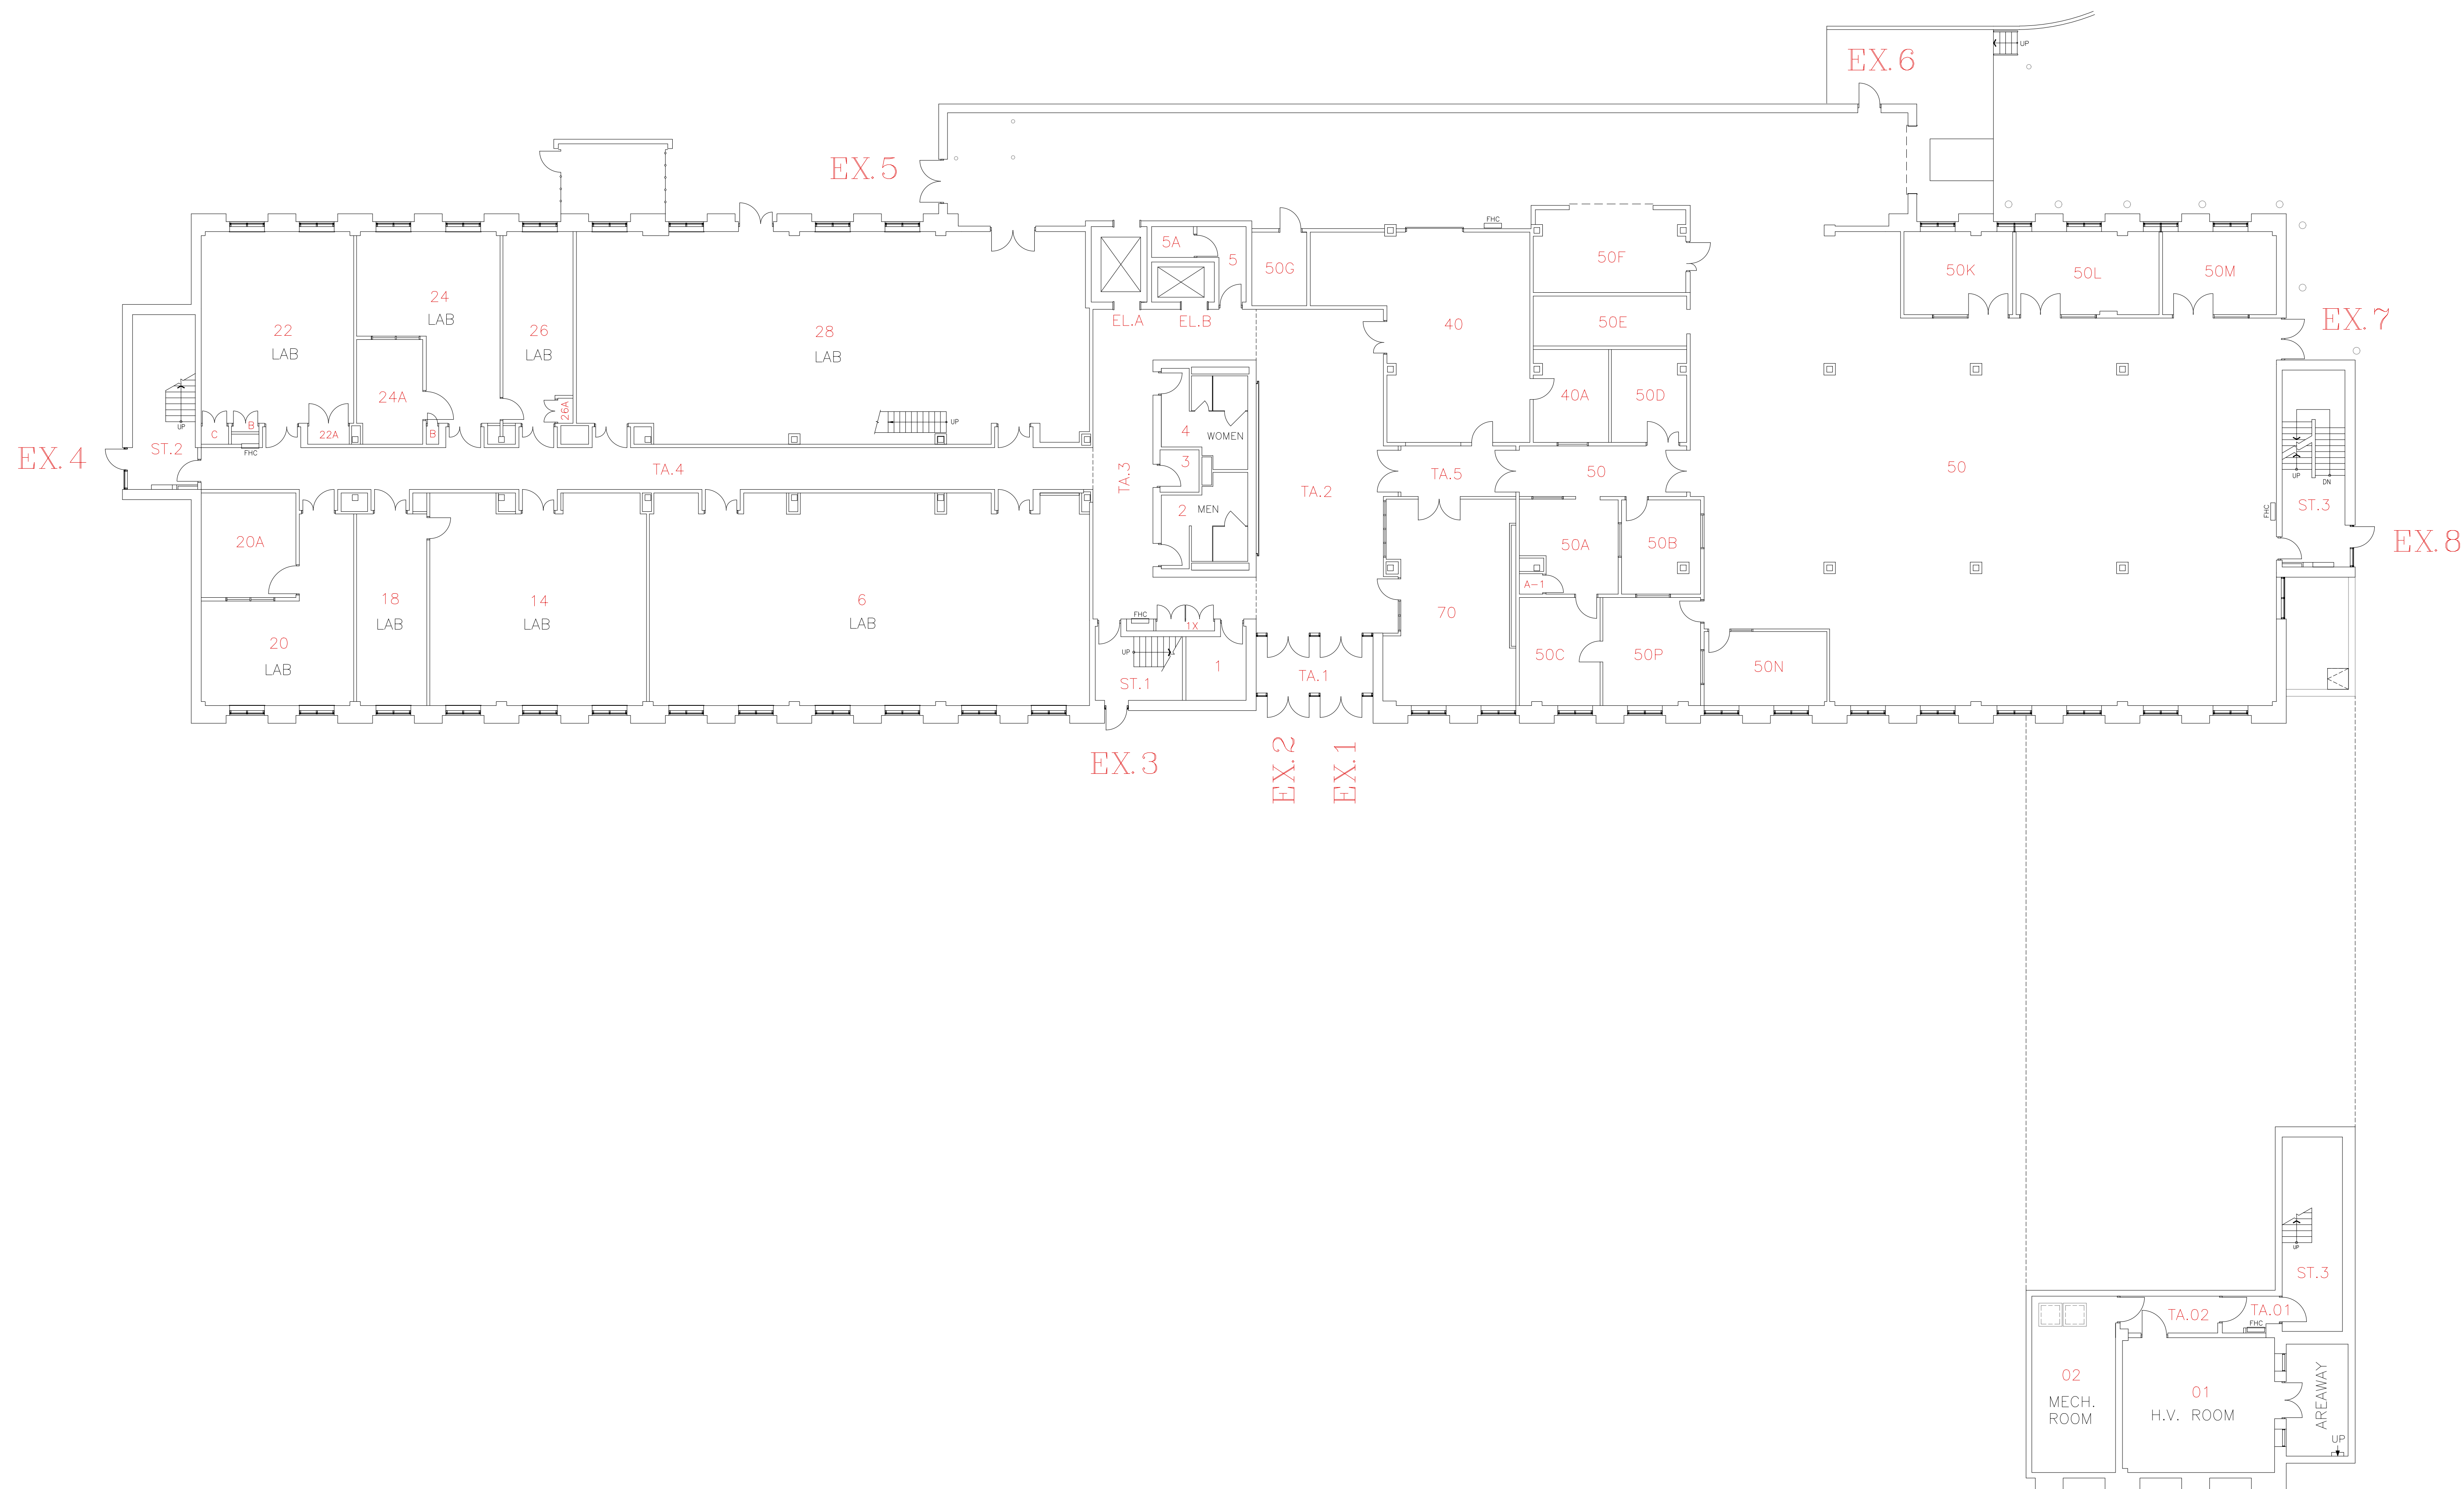 EX. 6
UP
EX. 5
FHC
5A
5
50G
50F
50K
50L
50M
24
LAB
22
LAB
26
LAB
28
LAB
EL.A
EL.B
40
50E
EX. 7
24A
26A
40A
50D
UP
C
B
22A
B
UP
4
WOMEN
EX. 4
ST.2
FHC
TA.4
3
TA.3
TA.2
TA.5
50
50
UP
DN
2
MEN
FHC
ST.3
20A
50A
50B
EX. 8
A-1
18
LAB
14
LAB
6
LAB
FHC
1X
70
20
LAB
UP
ST.1
1
TA.1
50C
50P
50N
EX. 3
EX. 2
EX. 1
UP
ST.3
TA.02
TA.01
FHC
02
MECH.
ROOM
01
H.V. ROOM
AREAWAY
UP